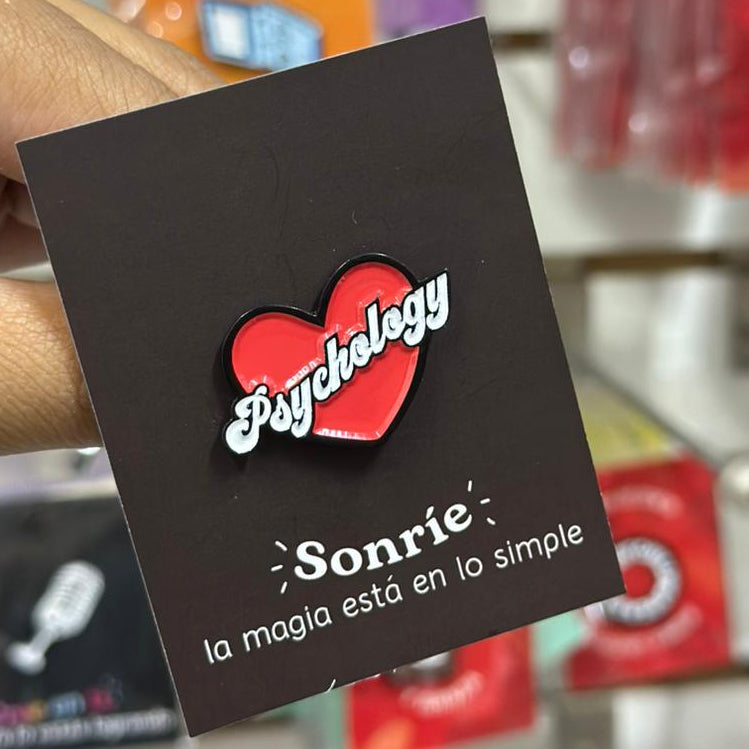 Psychology
Sonríe
la magia está en lo simple